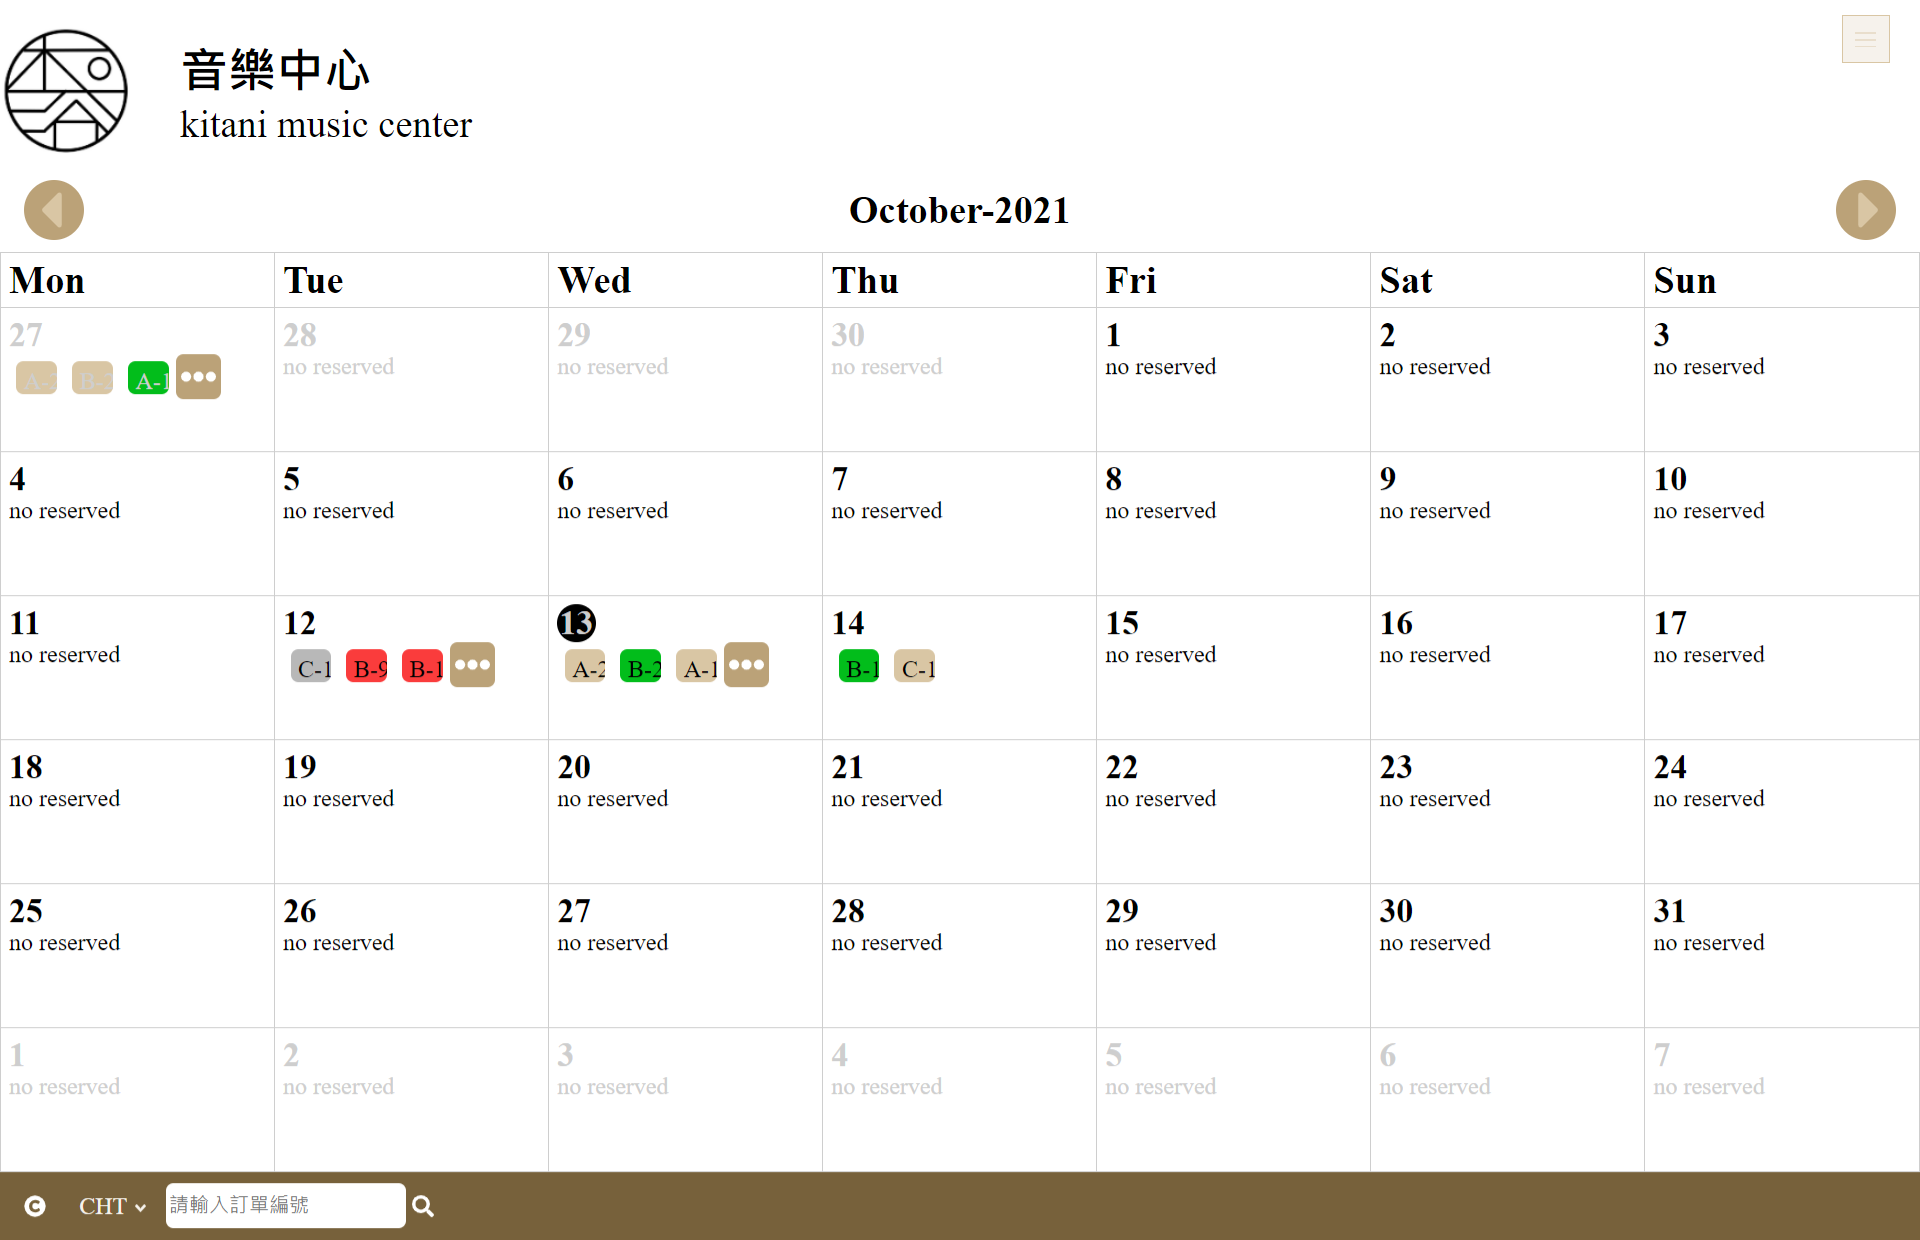 音樂中心
kitani music center
October-2021
Mon Tue Wed Thu Fri Sat Sun
27 28 29 30 1 2 3
no reserved no reserved no reserved no reserved no reserved no reserved
A- B- A-1
4 5 6 7 8 9 10
no reserved no reserved no reserved no reserved no reserved no reserved no reserved
11 12 13 14 15 16 17
no reserved no reserved no reserved no reserved
C-1 B-9 B-1 A-2 B-2 A-1 B-1 C-1
18 19 20 21 22 23 24
no reserved no reserved no reserved no reserved no reserved no reserved no reserved
25 26 27 28 29 30 31
no reserved no reserved no reserved no reserved no reserved no reserved no reserved
1 2 3 4 5 6 7
no reserved no reserved no reserved no reserved no reserved no reserved no reserved
CHT 請輸入訂單編號